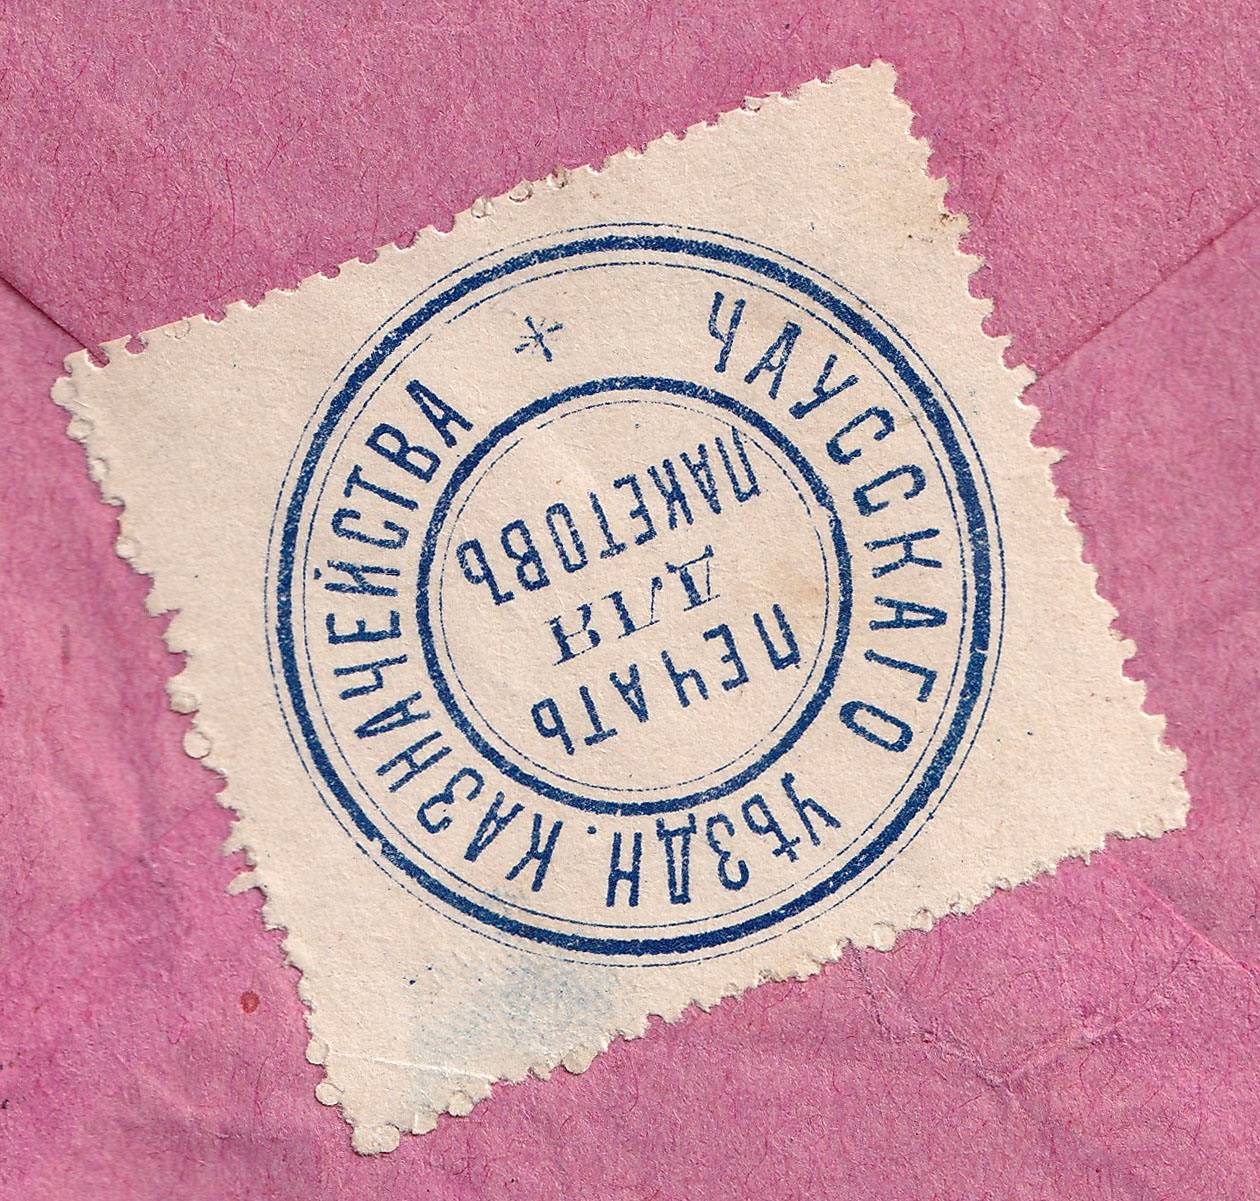 ЧАУССКАГО УѢЗДН. КАЗНАЧЕЙСТВА *
ПЕЧАТЬ
ДЛЯ
ПАКЕТОВЪ